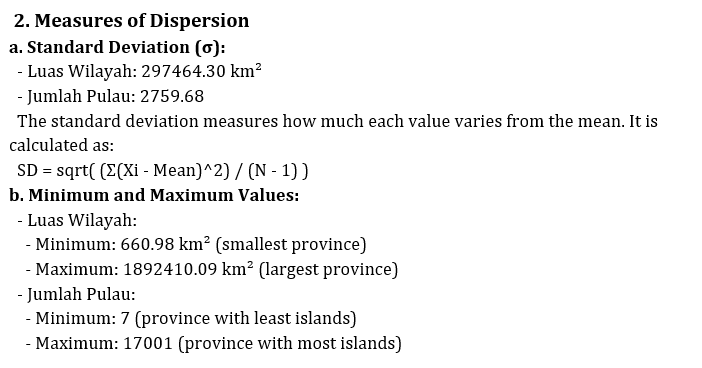 2. Measures of Dispersion
a. Standard Deviation (σ):
- Luas Wilayah: 297464.30 km²
- Jumlah Pulau: 2759.68
The standard deviation measures how much each value varies from the mean. It is
calculated as:
SD = sqrt( (Σ(Xi - Mean)^2) / (N - 1) )
b. Minimum and Maximum Values:
- Luas Wilayah:
- Minimum: 660.98 km² (smallest province)
- Maximum: 1892410.09 km² (largest province)
- Jumlah Pulau:
- Minimum: 7 (province with least islands)
- Maximum: 17001 (province with most islands)